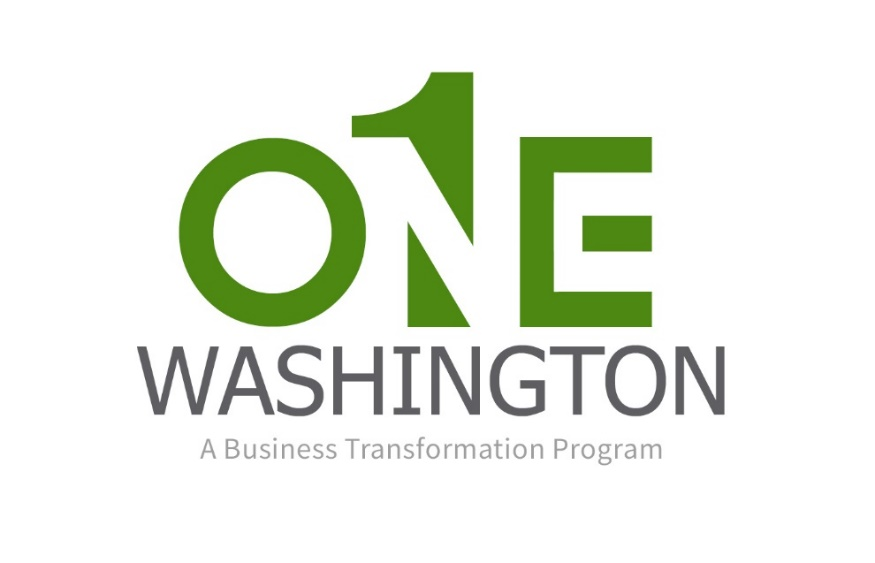 ONE
WASHINGTON
A Business Transformation Program